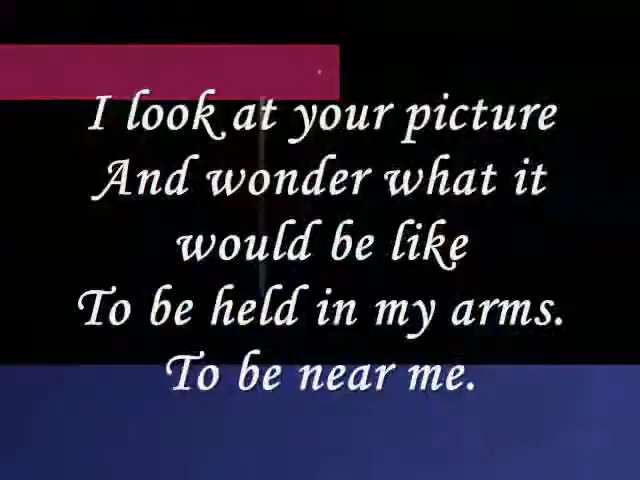 I look at your picture
And wonder what it
would be like
To be held in my arms.
To be near me.